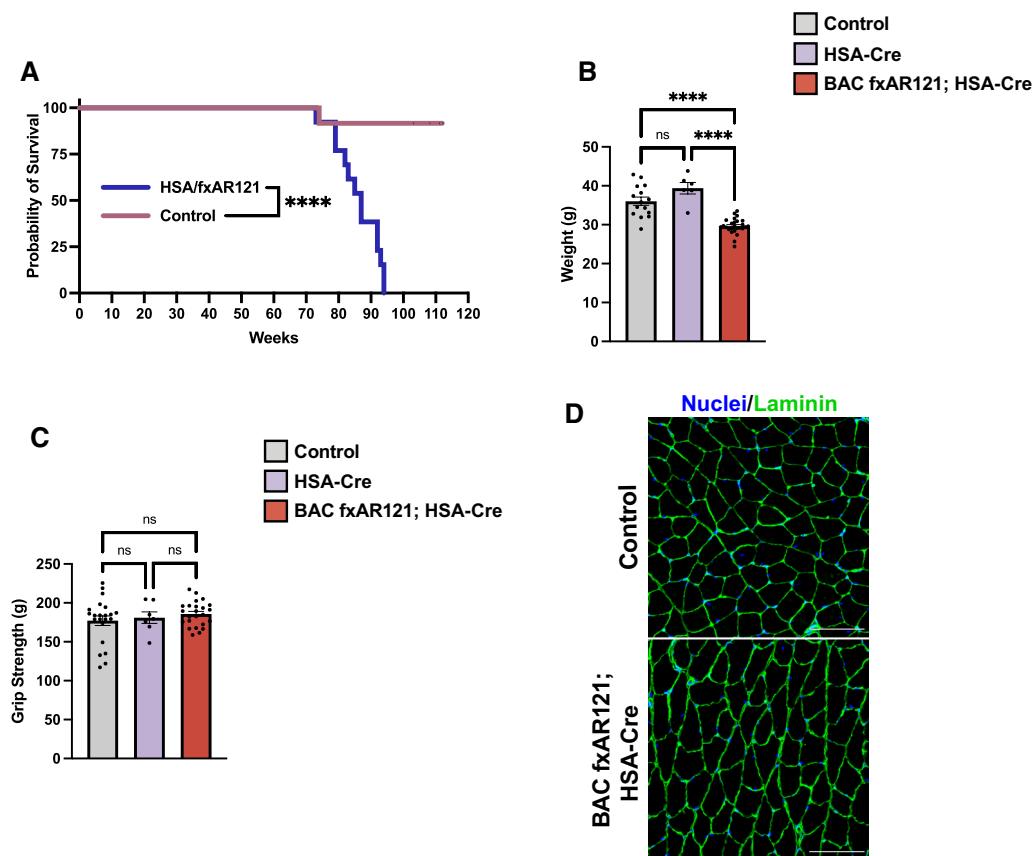 A
Probability of Survival
100
75
50
25
0
HSA/fxAR121
Control
****
0 10 20 30 40 50 60 70 80 90 100 110 120
Weeks
B
Control
HSA-Cre
BAC fxAR121; HSA-Cre
****
ns ****
Weight (g)
50
40
30
20
10
0
C
Control
HSA-Cre
BAC fxAR121; HSA-Cre
ns
ns ns
Grip Strength (g)
250
200
150
100
50
0
D
Nuclei/Laminin
Control
BAC fxAR121;
HSA-Cre